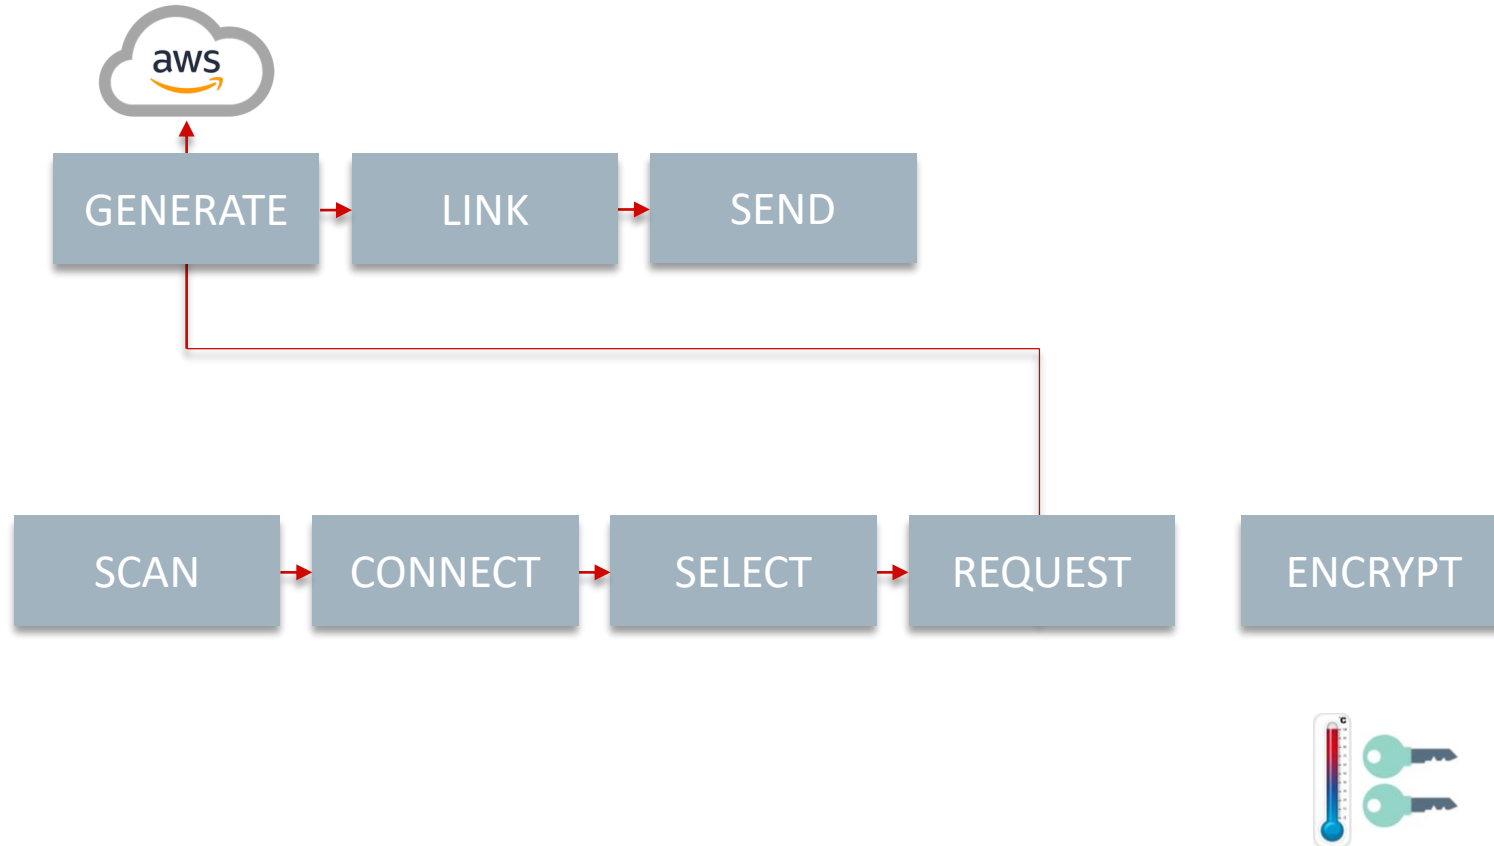 aws
GENERATE
LINK
SEND
SCAN
CONNECT
SELECT
REQUEST
ENCRYPT
°C